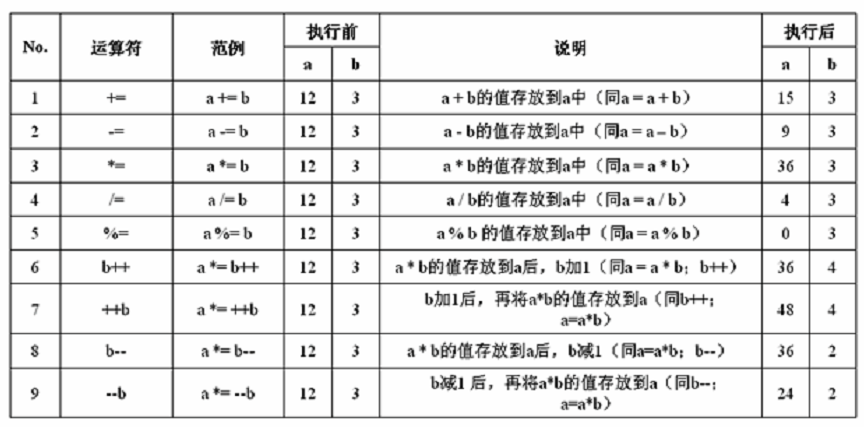 No. 运算符 范例 执行前 说明 执行后
a b a b
1 += a += b 12 3 a + b的值存放到a中（同a = a + b） 15 3
2 -= a -= b 12 3 a - b的值存放到a中（同a = a – b） 9 3
3 *= a *= b 12 3 a * b的值存放到a中（同a = a * b） 36 3
4 /= a /= b 12 3 a / b的值存放到a中（同a = a / b） 4 3
5 %= a %= b 12 3 a % b 的值存放到a中（同a = a % b） 0 3
6 b++ a *= b++ 12 3 a * b的值存放到a后，b加1（同a = a * b；b++） 36 4
7 ++b a *= ++b 12 3 b加1后，再将a*b的值存放到a（同b++；
a=a*b） 48 4
8 b-- a *= b-- 12 3 a * b的值存放到a后，b减1（同a=a*b；b--） 36 2
9 --b a *= --b 12 3 b减1 后，再将a*b的值存放到a（同b--；
a=a*b） 24 2